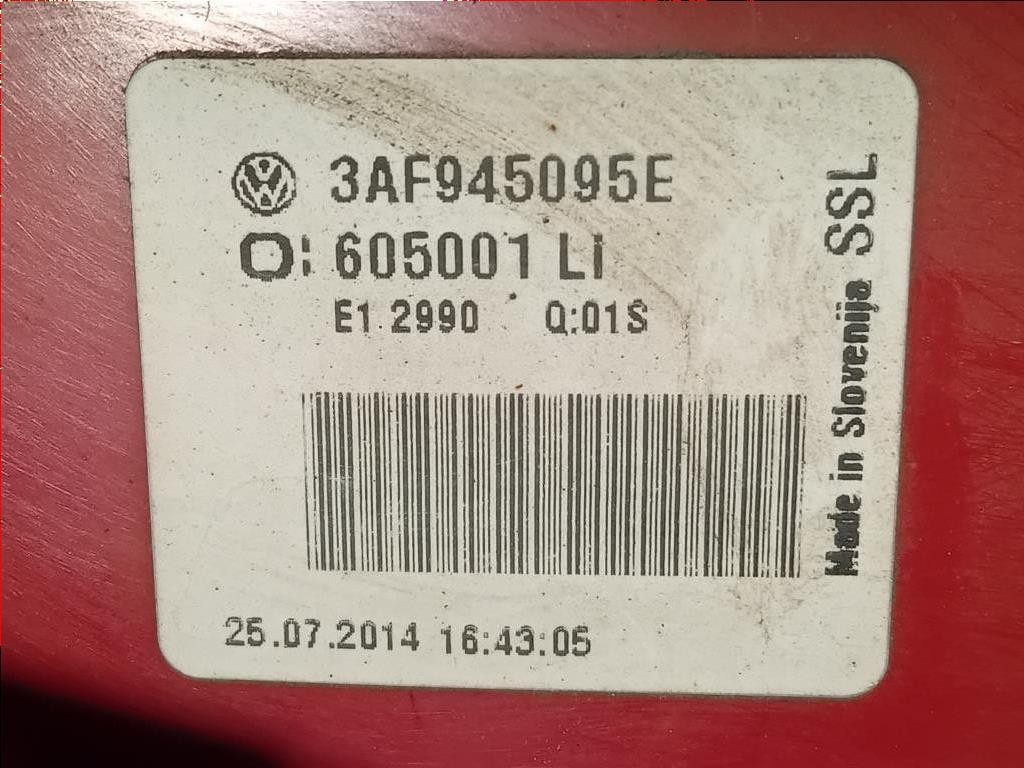 3AF945095E
O: 605001 Li
E1 2990 Q:01S
25.07.2014 16:43:05
Made in Slovenija SSL